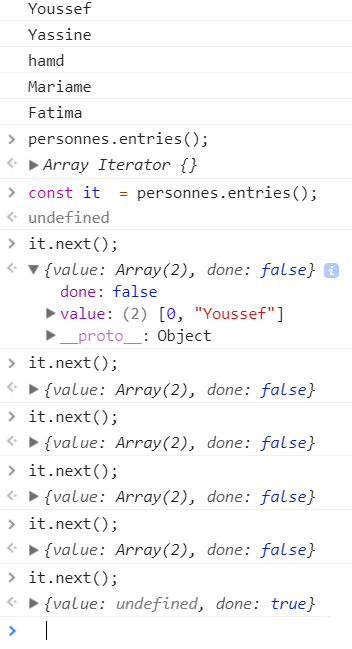 Youssef
Yassine
hamd
Mariame
Fatima
> personnes.entries();
<· ▶Array Iterator {}
> const it  = personnes.entries();
<· undefined
> it.next();
<· ▼{value: Array(2), done: false} i
done: false
▶value: (2) [0, "Youssef"]
▶__proto__: Object
> it.next();
<· ▶{value: Array(2), done: false}
> it.next();
<· ▶{value: Array(2), done: false}
> it.next();
<· ▶{value: Array(2), done: false}
> it.next();
<· ▶{value: Array(2), done: false}
> it.next();
<· ▶{value: undefined, done: true}
>